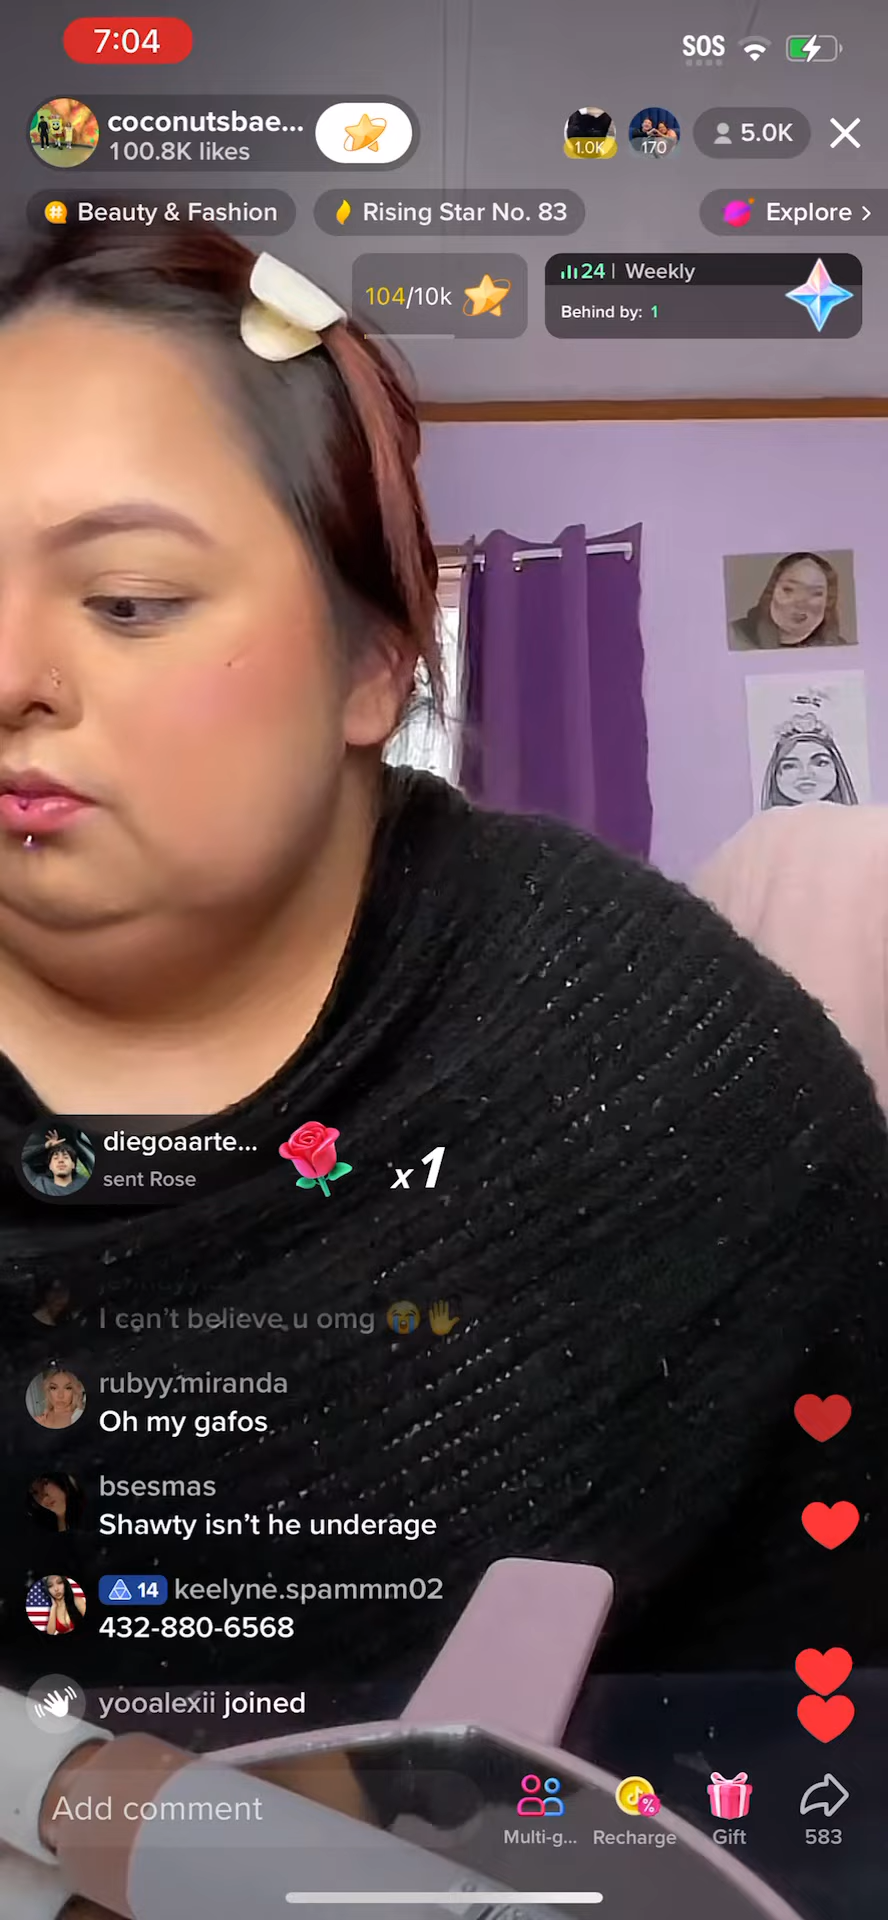 7:04
SOS
coconutsbae...
100.8K likes
1.0K
170
5.0K
Beauty & Fashion
Rising Star No. 83
Explore >
104/10k
24 | Weekly
Behind by: 1
diegoaarte...
sent Rose
x1
I can't believe u omg 😭🤚
rubyy.miranda
Oh my gafos
bsesmas
Shawty isn't he underage
14 keelyne.spammm02
432-880-6568
yooalexii joined
Add comment
Multi-g...
Recharge
Gift
583